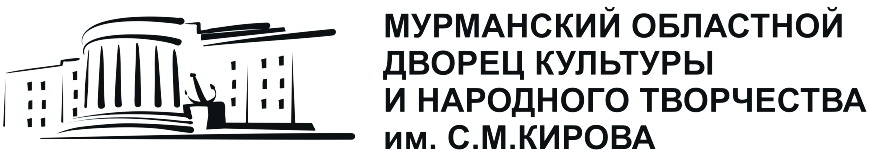 МУРМАНСКИЙ ОБЛАСТНОЙ
ДВОРЕЦ КУЛЬТУРЫ
И НАРОДНОГО ТВОРЧЕСТВА
им. С.М.КИРОВА